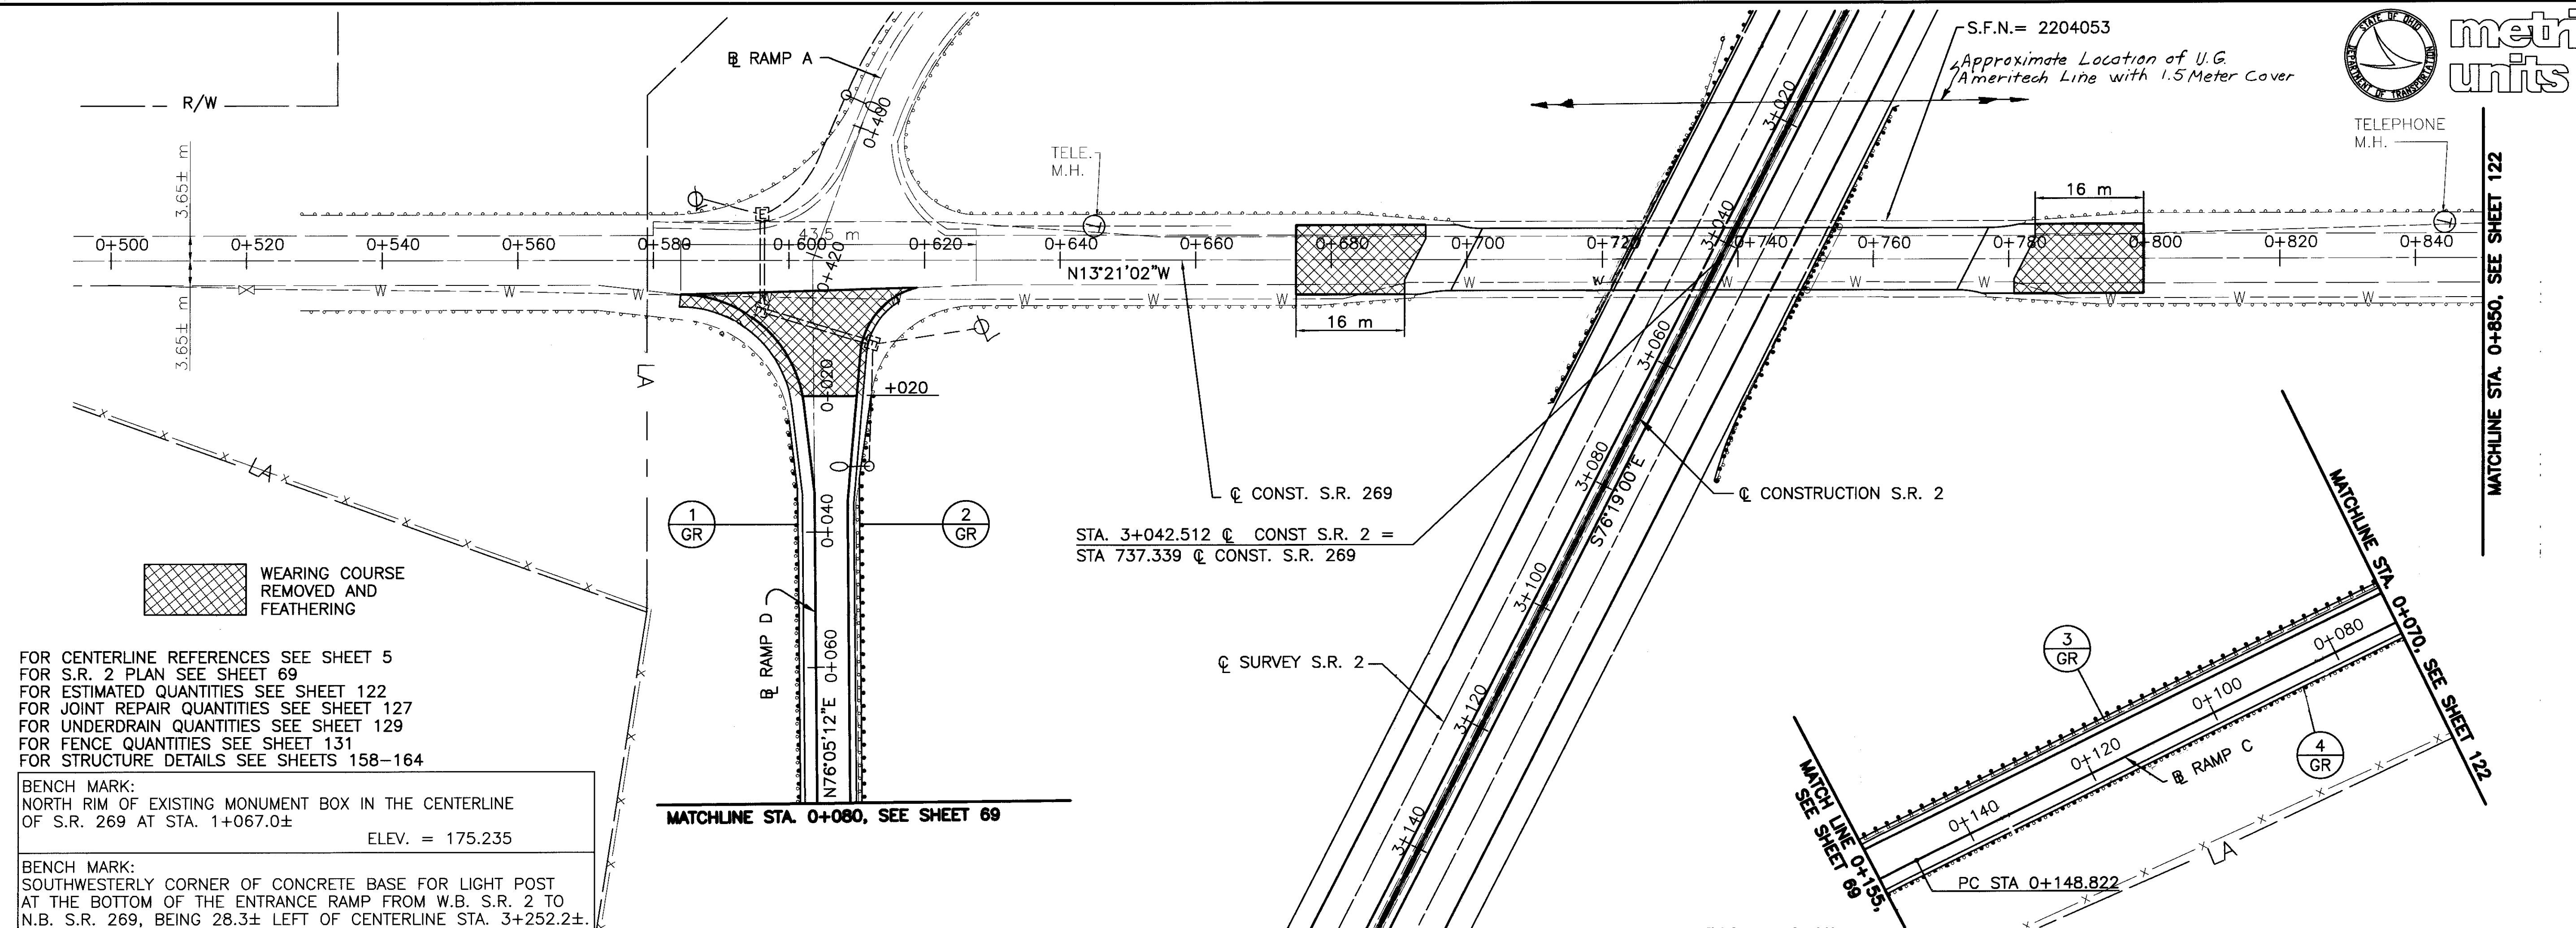 S.F.N.= 2204053
Approximate Location of U.G.
Ameritech Line with 1.5 Meter Cover
STATE OF OHIO
DEPARTMENT OF TRANSPORTATION
metri
units
℄ RAMP A
R/W
0+400
3+020
TELE.
M.H.
TELEPHONE
M.H.
MATCHLINE STA. 0+850, SEE SHEET 122
3.65± m
3.65± m
16 m
43.5 m
0+500
0+520
0+540
0+560
0+580
0+600
0+620
0+640
0+660
0+680
0+700
0+720
0+740
0+760
0+780
0+800
0+820
0+840
0+420
3+040
T
T
E
E
N13°21'02"W
W W W W W W W W W W W W W W W
16 m
LA
LA
0+020
+020
3+060
3+080
S76°19'00"E
℄ CONST. S.R. 269
℄ CONSTRUCTION S.R. 2
1
GR
2
GR
0+040
STA. 3+042.512 ℄ CONST S.R. 2 =
STA 737.339 ℄ CONST. S.R. 269
WEARING COURSE
REMOVED AND
FEATHERING
3+100
℄ RAMP D
0+060
N76°05'12"E
℄ SURVEY S.R. 2
3+120
3+140
FOR CENTERLINE REFERENCES SEE SHEET 5
FOR S.R. 2 PLAN SEE SHEET 69
FOR ESTIMATED QUANTITIES SEE SHEET 122
FOR JOINT REPAIR QUANTITIES SEE SHEET 127
FOR UNDERDRAIN QUANTITIES SEE SHEET 129
FOR FENCE QUANTITIES SEE SHEET 131
FOR STRUCTURE DETAILS SEE SHEETS 158-164
MATCHLINE STA. 0+080, SEE SHEET 69
BENCH MARK:
NORTH RIM OF EXISTING MONUMENT BOX IN THE CENTERLINE
OF S.R. 269 AT STA. 1+067.0±
ELEV. = 175.235
BENCH MARK:
SOUTHWESTERLY CORNER OF CONCRETE BASE FOR LIGHT POST
AT THE BOTTOM OF THE ENTRANCE RAMP FROM W.B. S.R. 2 TO
N.B. S.R. 269, BEING 28.3± LEFT OF CENTERLINE STA. 3+252.2±.
MATCHLINE STA. 0+070, SEE SHEET 122
3
GR
4
GR
0+080
0+100
0+120
0+140
℄ RAMP C
LA
PC STA 0+148.822
MATCH LINE 0+155,
SEE SHEET 69